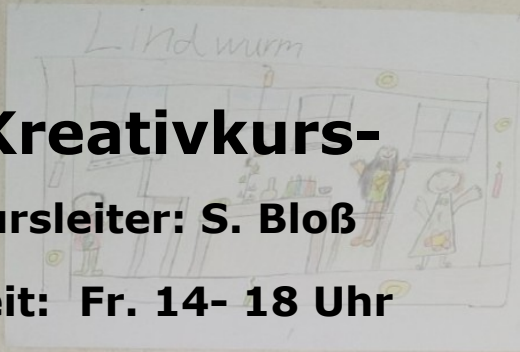 Lindwurm
Kreativkurs-
ursleiter: S. Bloß
eit: Fr. 14- 18 Uhr